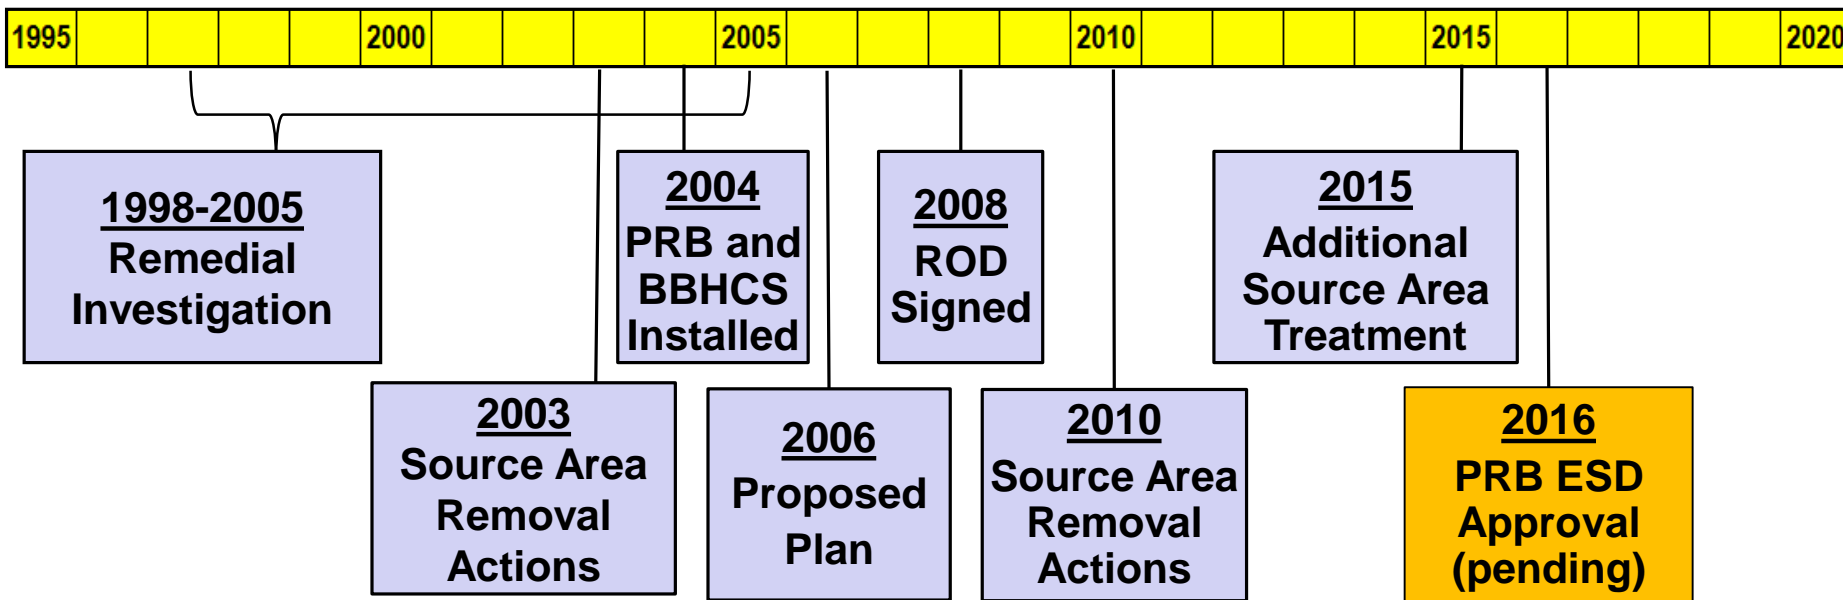 1995 2000 2005 2010 2015 2020
1998-2005
Remedial
Investigation
2004
PRB and
BBHCS
Installed
2008
ROD
Signed
2015
Additional
Source Area
Treatment
2003
Source Area
Removal
Actions
2006
Proposed
Plan
2010
Source Area
Removal
Actions
2016
PRB ESD
Approval
(pending)